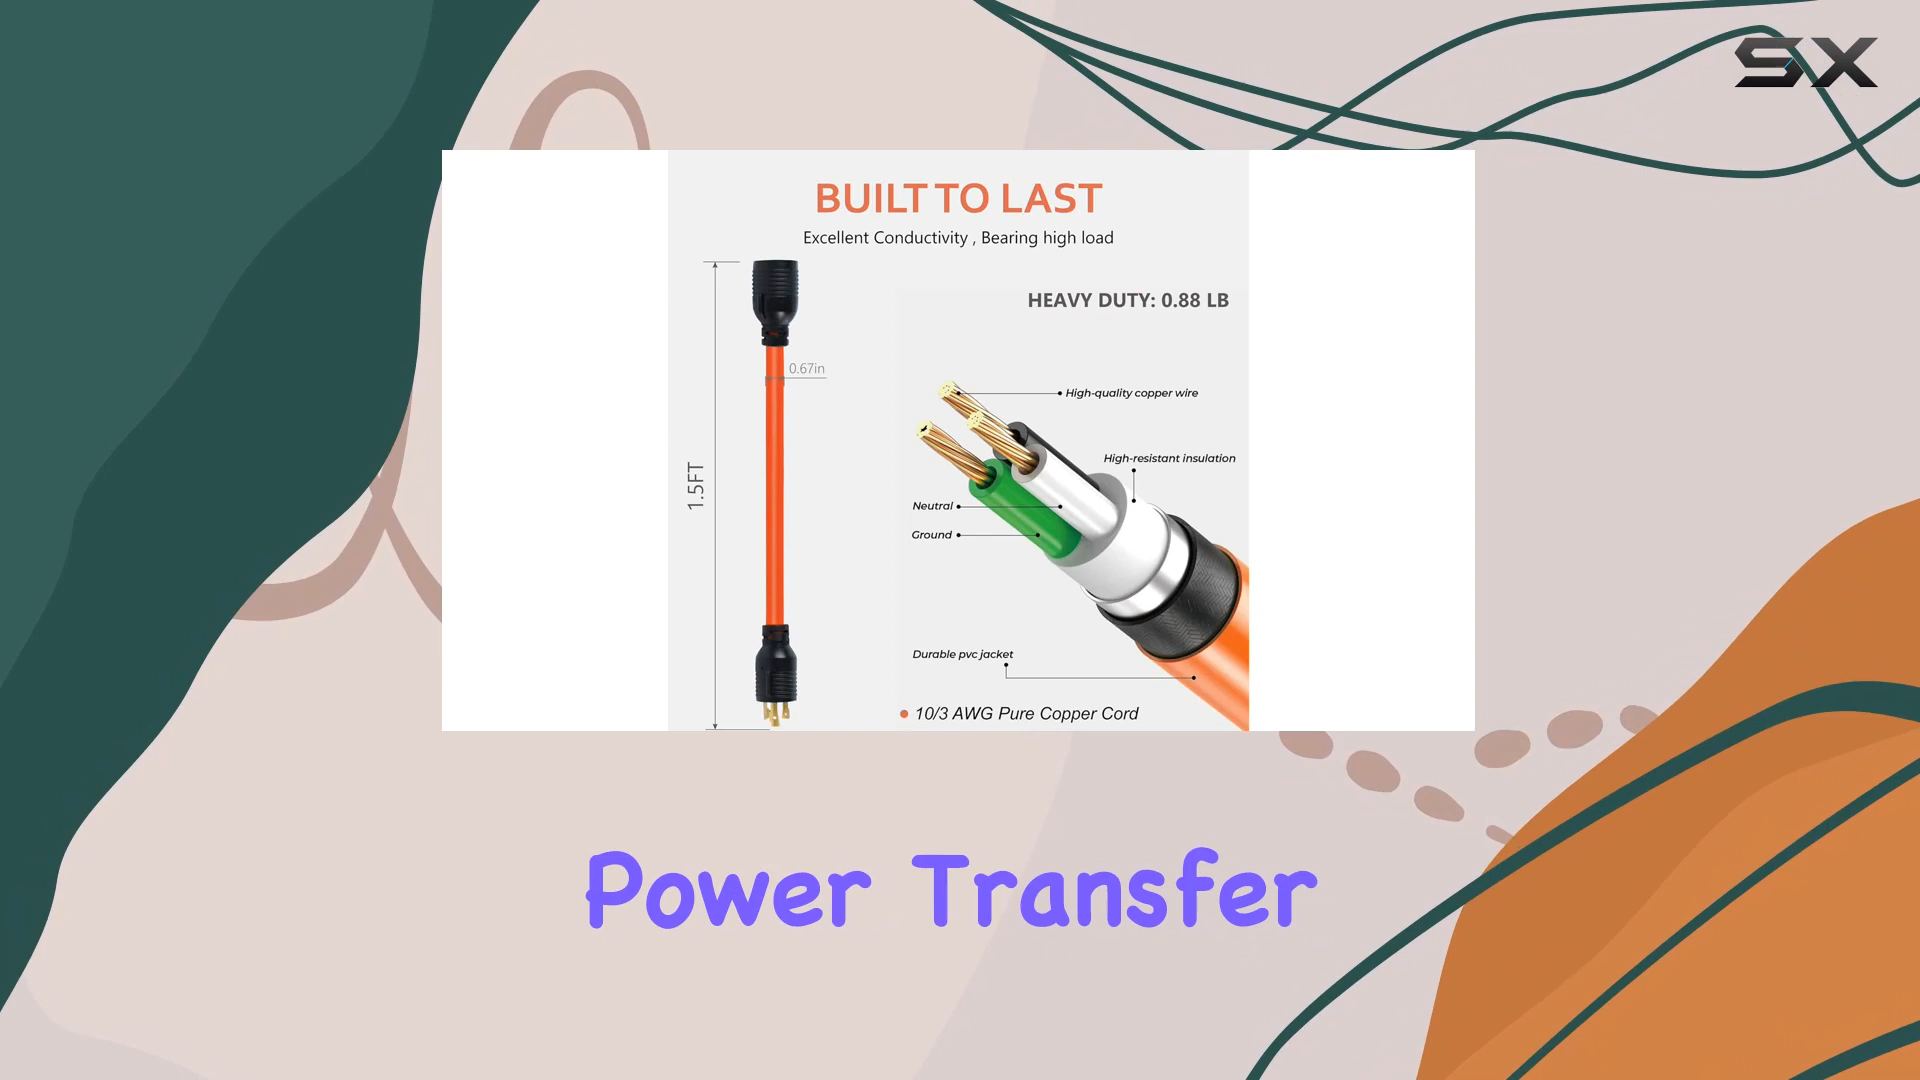 SX
BUILT TO LAST
Excellent Conductivity , Bearing high load
HEAVY DUTY: 0.88 LB
0.67in
High-quality copper wire
High-resistant insulation
1.5FT
Neutral
Ground
Durable pvc jacket
10/3 AWG Pure Copper Cord
Power Transfer